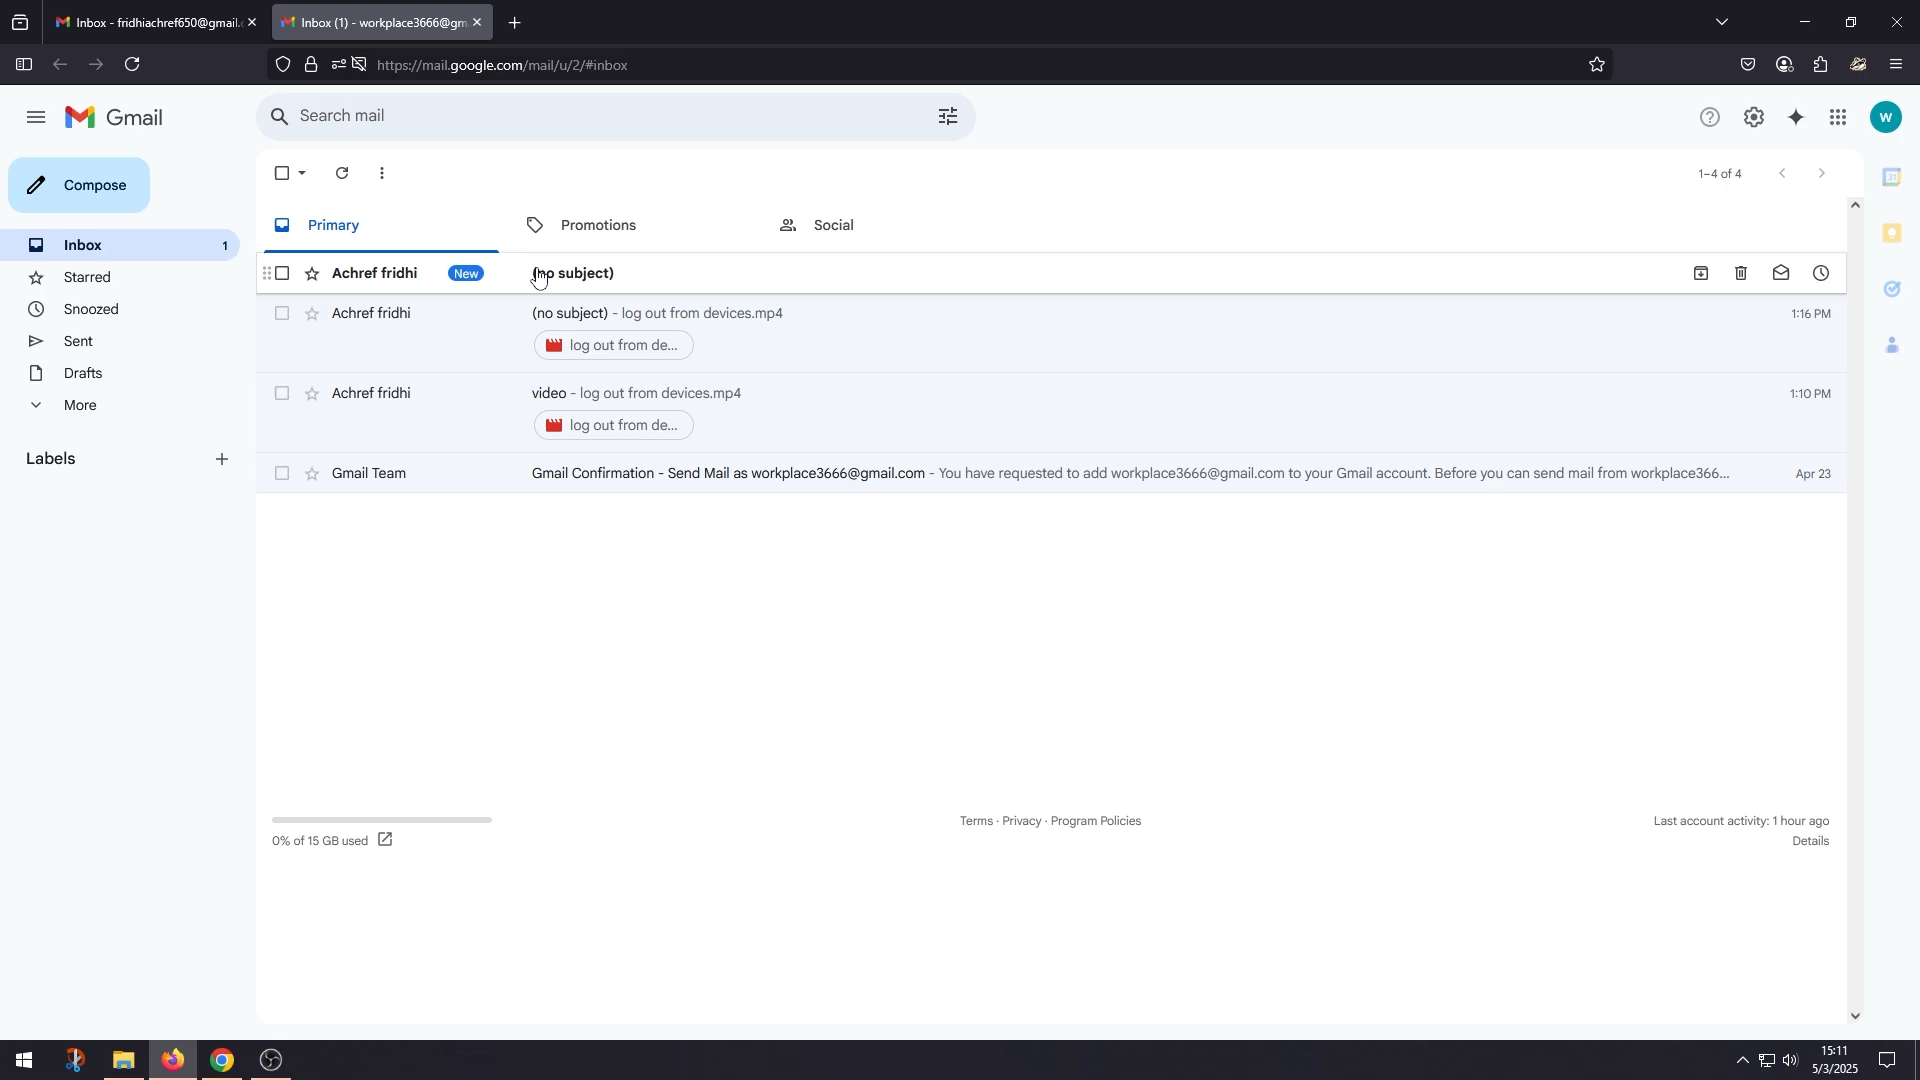 Inbox - fridhiachref650@gmail.
Inbox (1) - workplace3666@gm
https://mail.google.com/mail/u/2/#inbox
Gmail
Search mail
W
Compose
1–4 of 4
Primary
Promotions
Social
Inbox 1
Starred
Snoozed
Sent
Drafts
More
Labels
Achref fridhi New (no subject)
Achref fridhi (no subject) - log out from devices.mp4 1:16 PM
log out from de...
Achref fridhi video - log out from devices.mp4 1:10 PM
log out from de...
Gmail Team Gmail Confirmation - Send Mail as workplace3666@gmail.com - You have requested to add workplace3666@gmail.com to your Gmail account. Before you can send mail from workplace366... Apr 23
31
0% of 15 GB used
Terms · Privacy · Program Policies
Last account activity: 1 hour ago
Details
15:11
5/3/2025